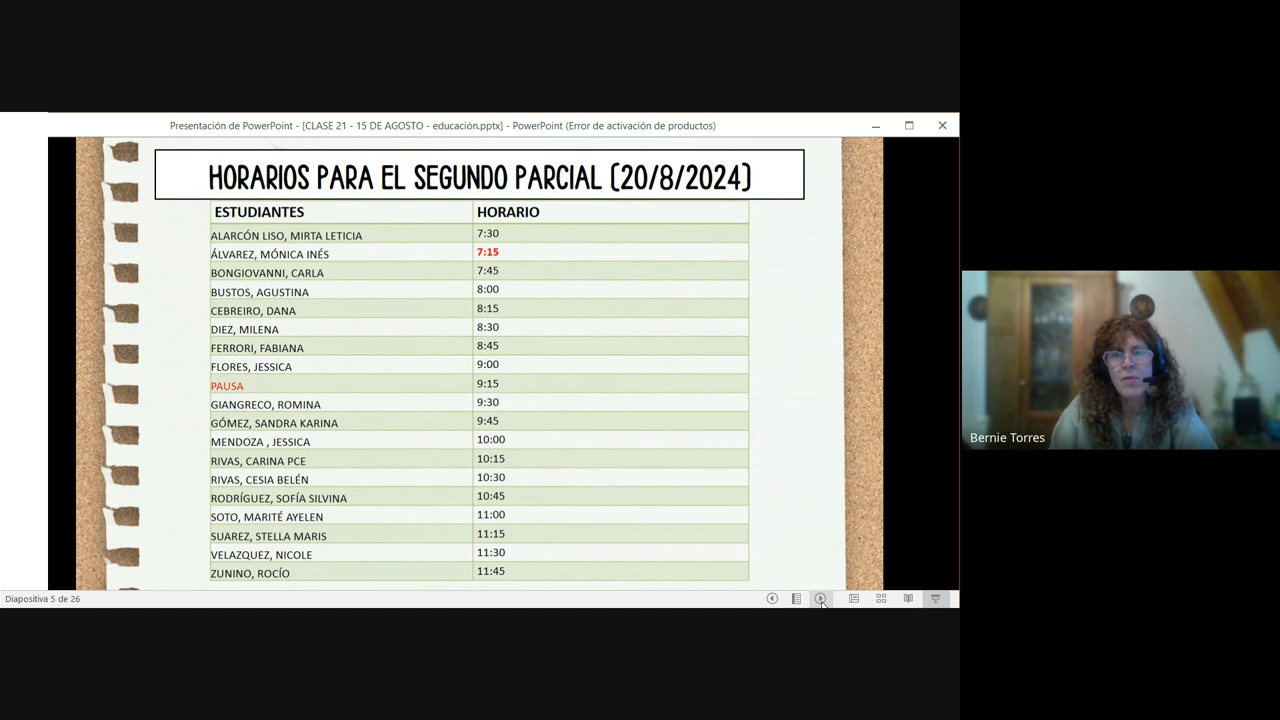 Presentación de PowerPoint - [CLASE 21 - 15 DE AGOSTO - educación.pptx] - PowerPoint (Error de activación de productos)
HORARIOS PARA EL SEGUNDO PARCIAL (20/8/2024)
ESTUDIANTES HORARIO
ALARCÓN LISO, MIRTA LETICIA 7:30
ÁLVAREZ, MÓNICA INÉS 7:15
BONGIOVANNI, CARLA 7:45
BUSTOS, AGUSTINA 8:00
CEBREIRO, DANA 8:15
DIEZ, MILENA 8:30
FERRORI, FABIANA 8:45
FLORES, JESSICA 9:00
PAUSA 9:15
GIANGRECO, ROMINA 9:30
GÓMEZ, SANDRA KARINA 9:45
MENDOZA , JESSICA 10:00
RIVAS, CARINA PCE 10:15
RIVAS, CESIA BELÉN 10:30
RODRÍGUEZ, SOFÍA SILVINA 10:45
SOTO, MARITÉ AYELEN 11:00
SUAREZ, STELLA MARIS 11:15
VELAZQUEZ, NICOLE 11:30
ZUNINO, ROCÍO 11:45
Diapositiva 5 de 26
Bernie Torres